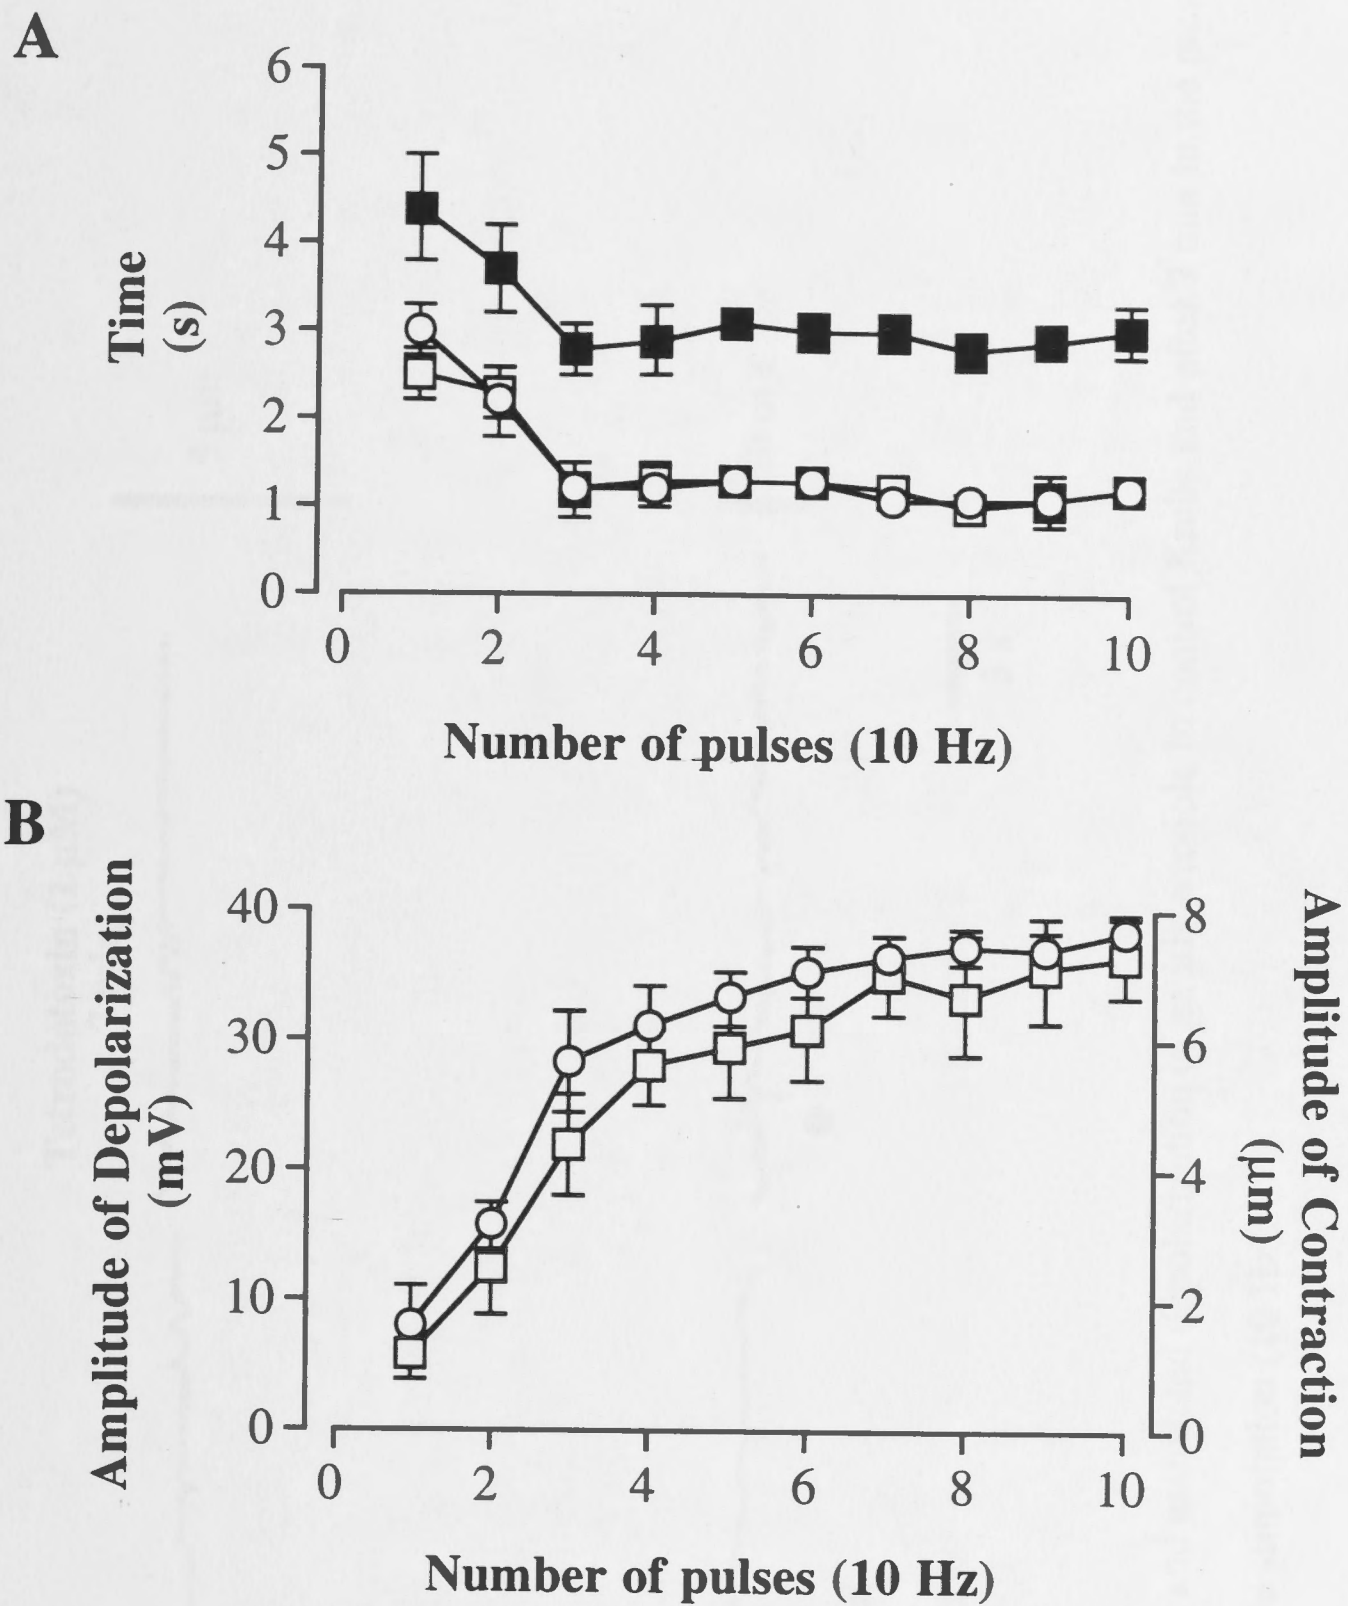 A
6
5
4
3
2
1
0
Time
(s)
0 2 4 6 8 10
Number of pulses (10 Hz)
B
Amplitude of Depolarization
(mV)
40
30
20
10
0
8
6
4
2
0
Amplitude of Contraction
(μm)
0 2 4 6 8 10
Number of pulses (10 Hz)